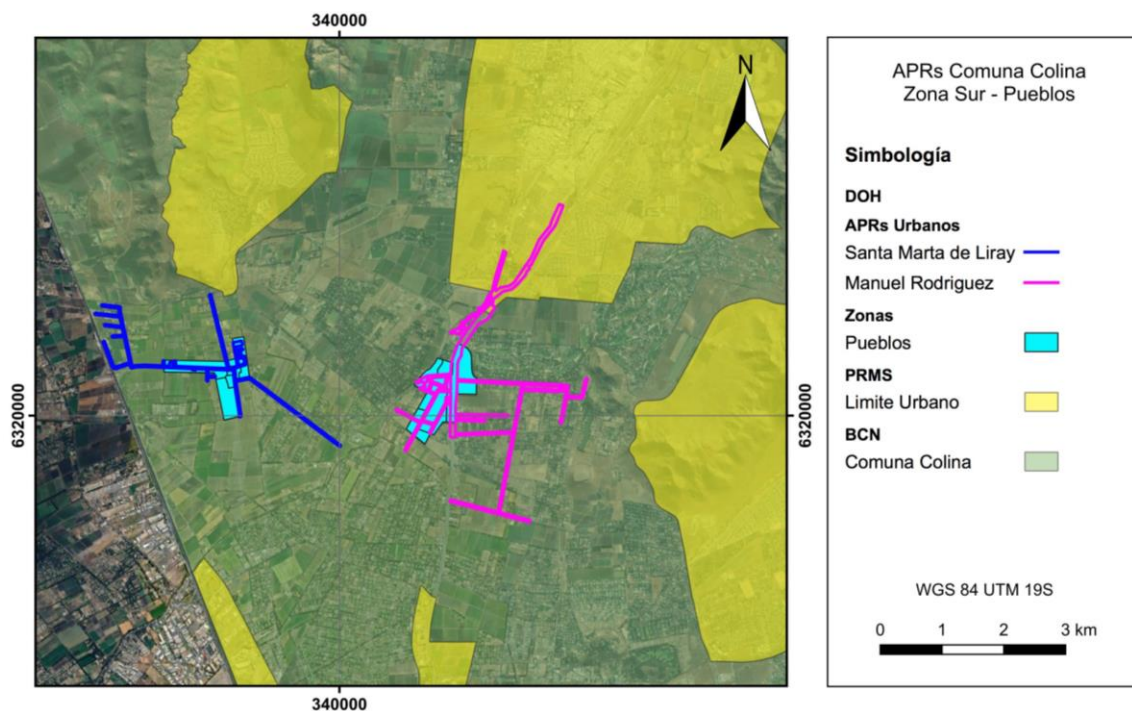 340000
N
6320000
6320000
340000
APRs Comuna Colina
Zona Sur - Pueblos
Simbología
DOH
APRs Urbanos
Santa Marta de Liray
Manuel Rodriguez
Zonas
Pueblos
PRMS
Limite Urbano
BCN
Comuna Colina
WGS 84 UTM 19S
0 1 2 3 km